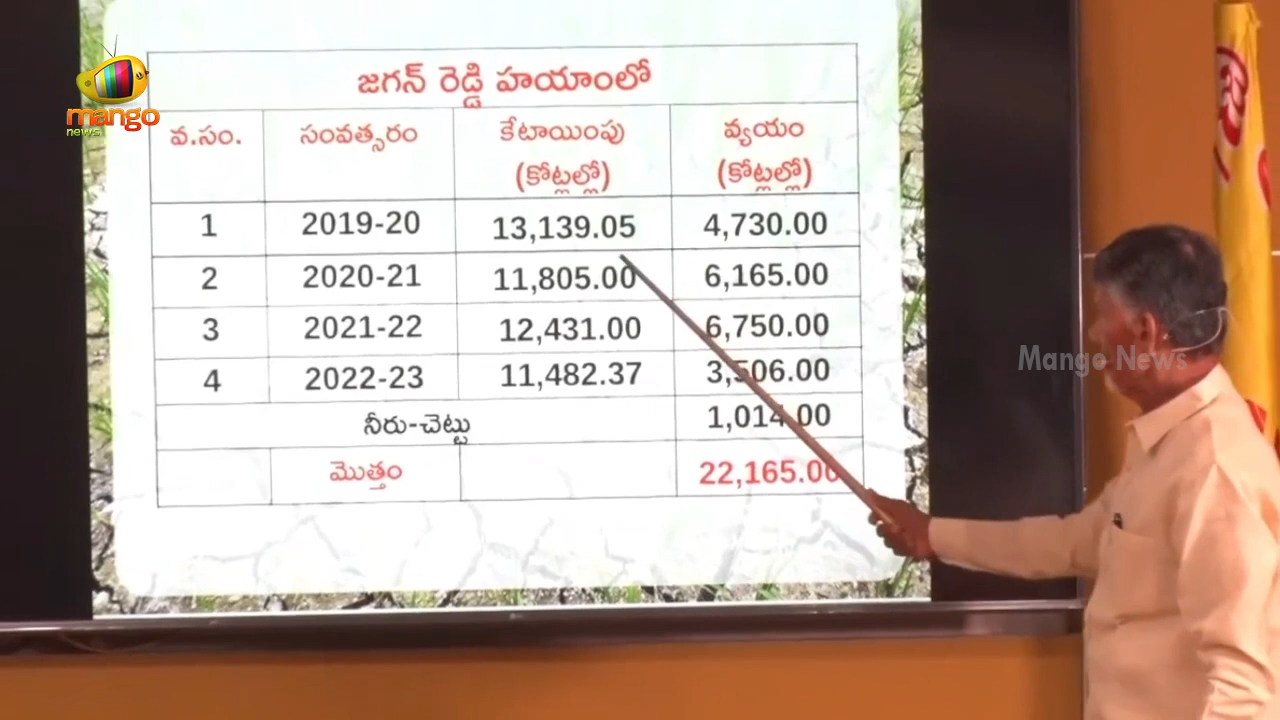 mango
news
జగన్ రెడ్డి హయాంలో
వ.సం. సంవత్సరం కేటాయింపు (కోట్లల్లో) వ్యయం (కోట్లల్లో)
1 2019-20 13,139.05 4,730.00
2 2020-21 11,805.00 6,165.00
3 2021-22 12,431.00 6,750.00
4 2022-23 11,482.37 3,506.00
నీరు-చెట్టు 1,014.00
మొత్తం 22,165.00
Mango News